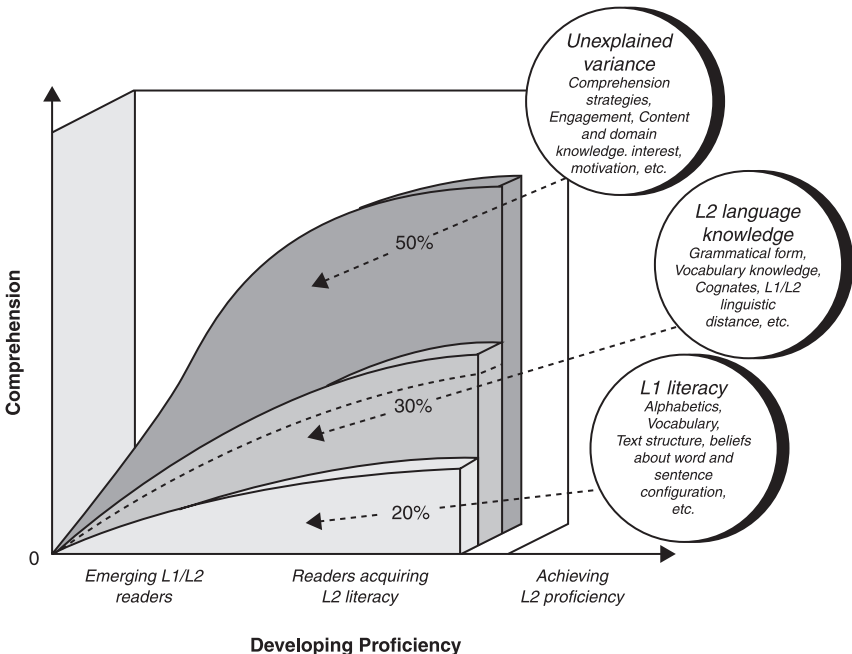 Unexplained
variance
Comprehension
strategies,
Engagement, Content
and domain
knowledge. interest,
motivation, etc.
L2 language
knowledge
Grammatical form,
Vocabulary knowledge,
Cognates, L1/L2
linguistic
distance, etc.
L1 literacy
Alphabetics,
Vocabulary,
Text structure, beliefs
about word and
sentence
configuration,
etc.
50%
30%
20%
Comprehension
0
Emerging L1/L2
readers
Readers acquiring
L2 literacy
Achieving
L2 proficiency
Developing Proficiency